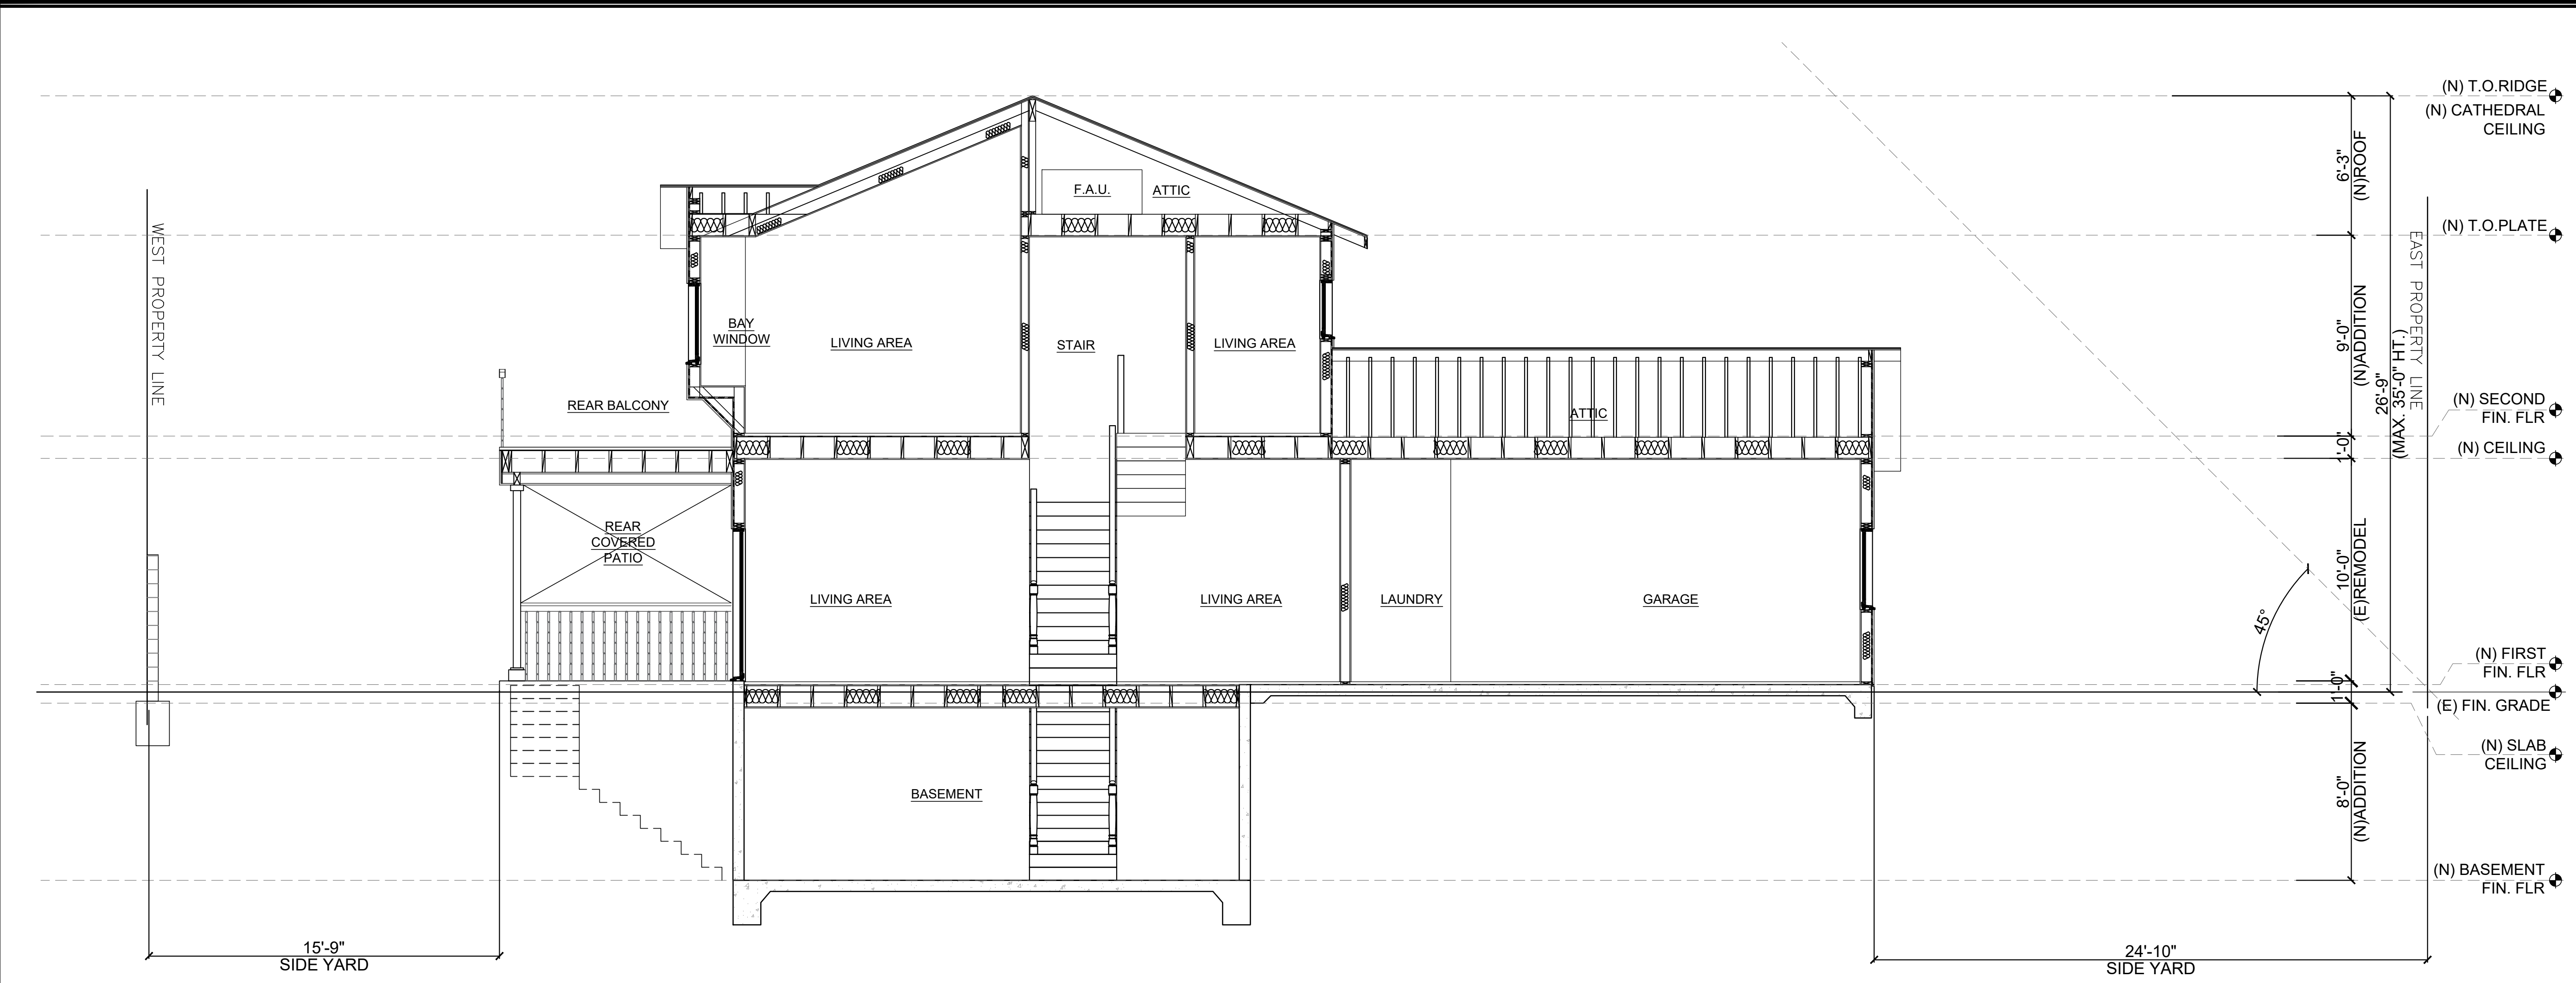 (N) T.O.RIDGE
(N) CATHEDRAL
CEILING
6'-3"
(N)ROOF
F.A.U.
ATTIC
(N) T.O.PLATE
WEST PROPERTY LINE
EAST PROPERTY LINE
BAY
WINDOW
LIVING AREA
STAIR
LIVING AREA
9'-0"
(N)ADDITION
26'-9"
(MAX. 35'-0" HT.)
REAR BALCONY
ATTIC
(N) SECOND
FIN. FLR
1'-0"
(N) CEILING
REAR
COVERED
PATIO
LIVING AREA
LIVING AREA
LAUNDRY
GARAGE
10'-0"
(E)REMODEL
45°
(N) FIRST
FIN. FLR
1'-0"
(E) FIN. GRADE
(N) SLAB
CEILING
BASEMENT
8'-0"
(N)ADDITION
(N) BASEMENT
FIN. FLR
15'-9"
SIDE YARD
24'-10"
SIDE YARD